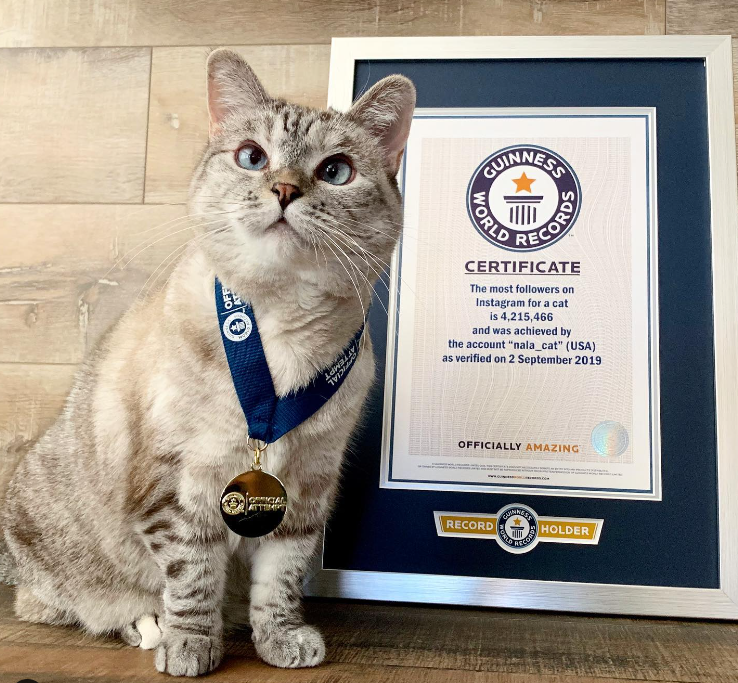 GUINNESS
WORLD RECORDS
CERTIFICATE
The most followers on
Instagram for a cat
is 4,215,466
and was achieved by
the account “nala_cat” (USA)
as verified on 2 September 2019
OFFICIALLY AMAZING
RECORD
GUINNESS
WORLD RECORDS
HOLDER
OFFICIAL
ATTEMPT
OFFICIAL
ATTEMPT